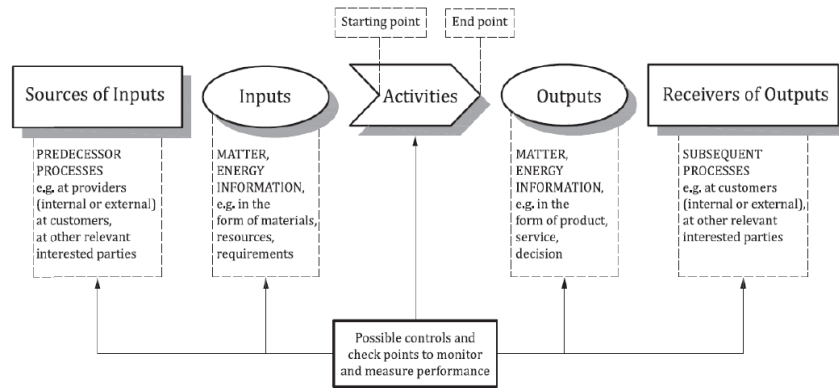 Starting point
End point
Sources of Inputs
Inputs
Activities
Outputs
Receivers of Outputs
PREDECESSOR
PROCESSES
e.g. at providers
(internal or external)
at customers,
at other relevant
interested parties
MATTER,
ENERGY
INFORMATION,
e.g. in the
form of materials,
resources,
requirements
MATTER,
ENERGY
INFORMATION,
e.g. in the
form of product,
service,
decision
SUBSEQUENT
PROCESSES
e.g. at customers
(internal or external),
at other relevant
interested parties
Possible controls and
check points to monitor
and measure performance